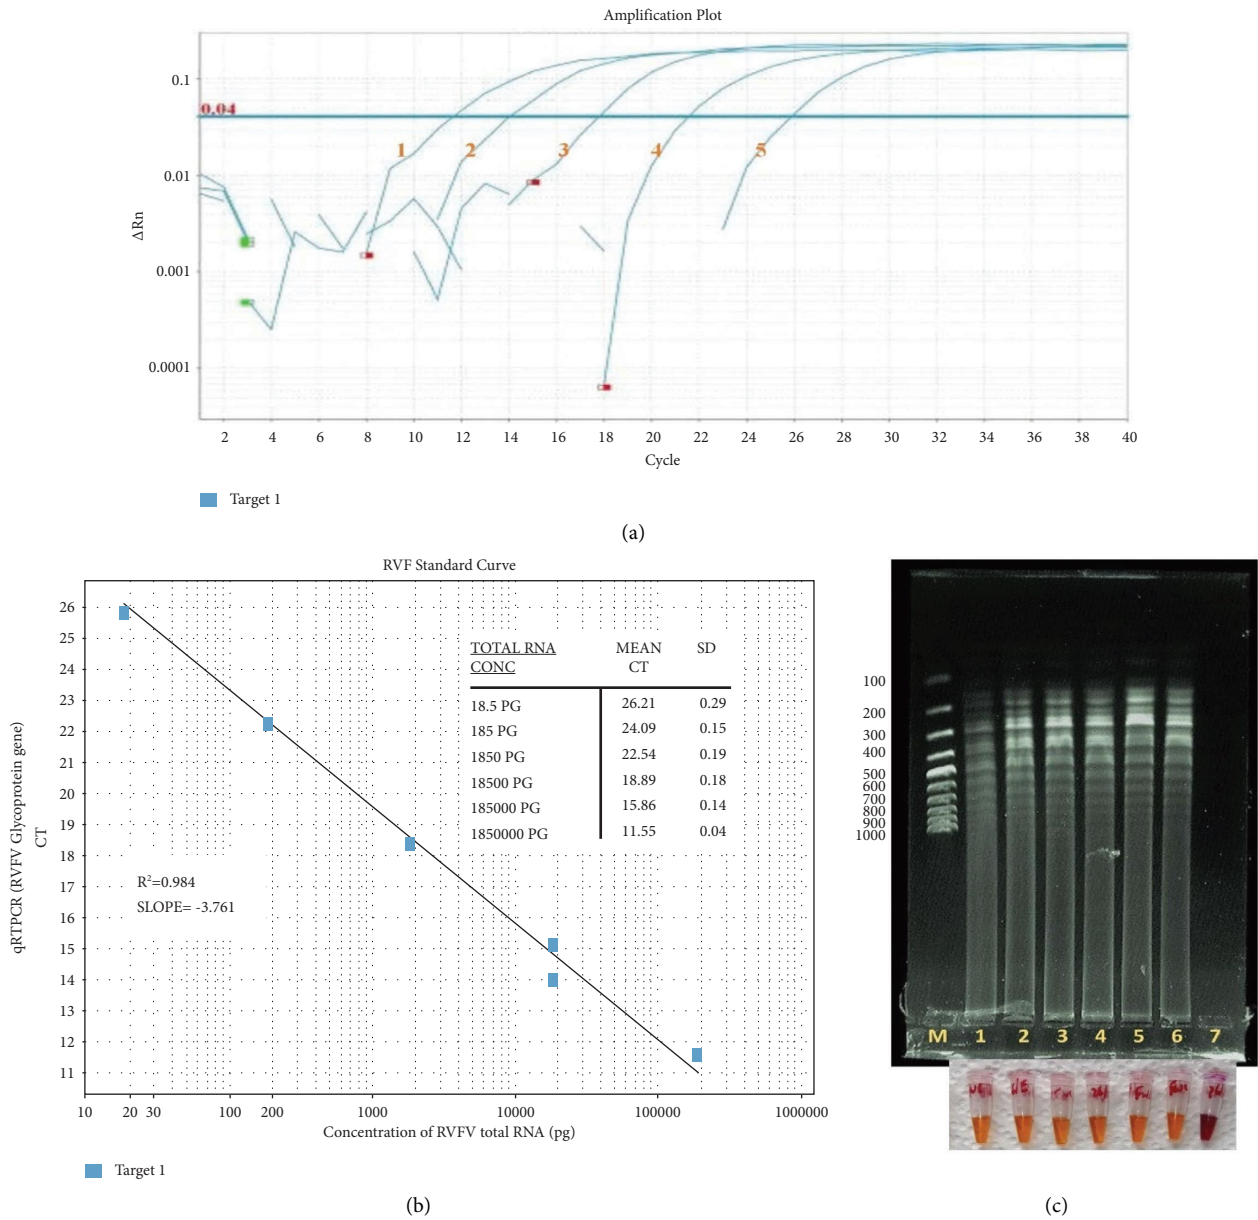 Amplification Plot
0.1
0.04
1
2
3
4
5
0.01
ΔRn
0.001
0.0001
2
4
6
8
10
12
14
16
18
20
22
24
26
28
30
32
34
36
38
40
Cycle
Target 1
(a)
RVF Standard Curve
26
25
24
23
22
21
20
19
18
17
16
15
14
13
12
11
qRTPCR (RVFV Glycoprotein gene)
CT
TOTAL RNA CONC MEAN CT SD
18.5 PG 26.21 0.29
185 PG 24.09 0.15
1850 PG 22.54 0.19
18500 PG 18.89 0.18
185000 PG 15.86 0.14
1850000 PG 11.55 0.04
R²=0.984
SLOPE= -3.761
10 20 30 100 200 1000 10000 100000 1000000
Concentration of RVFV total RNA (pg)
Target 1
(b)
100
200
300
400
500
600
700
800
900
1000
M 1 2 3 4 5 6 7
(c)